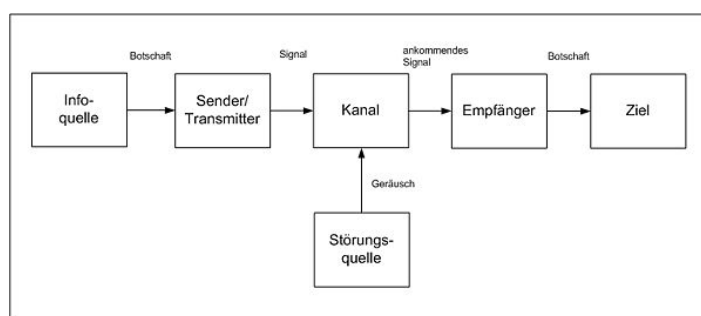 Botschaft
Signal
ankommendes
Signal
Botschaft
Info-
quelle
Sender/
Transmitter
Kanal
Empfänger
Ziel
Geräusch
Störungs-
quelle